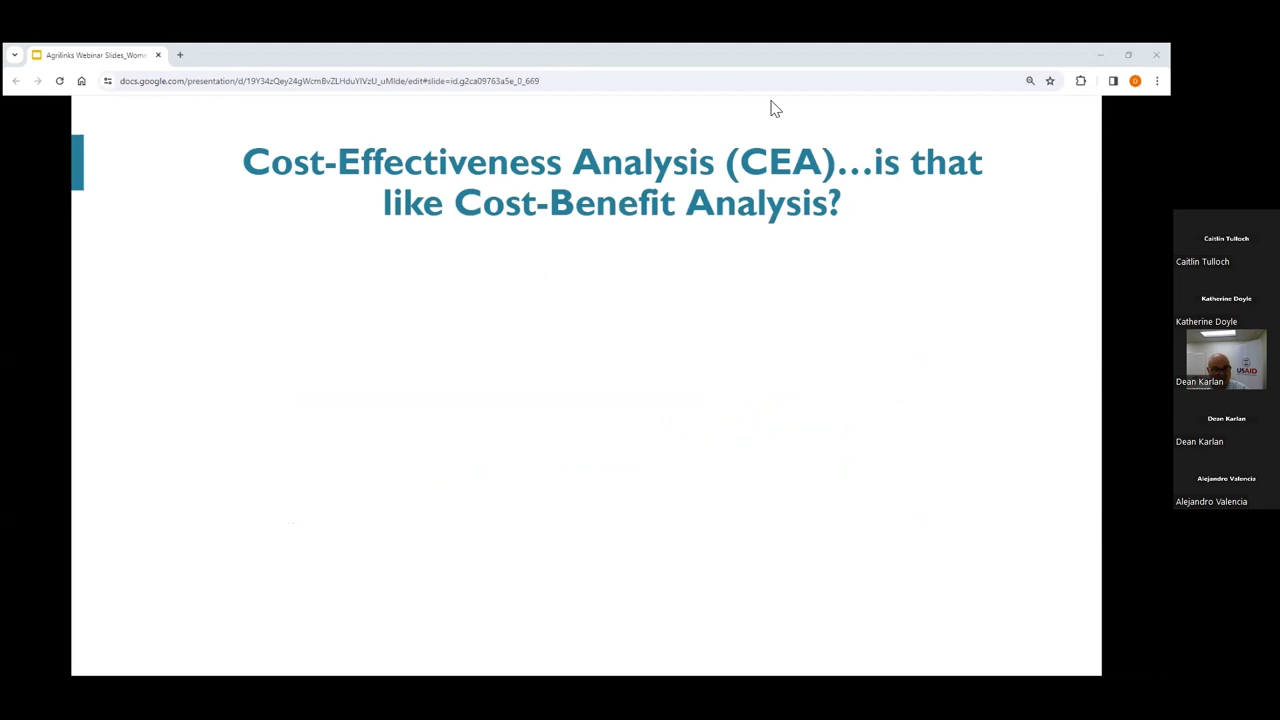 Agrilinks Webinar Slides_Wome
docs.google.com/presentation/d/19Y34zQey24gWcmBvZLHduYlVzU_uMlde/edit#slide=id.g2ca09763a5e_0_669
Cost-Effectiveness Analysis (CEA)...is that
like Cost-Benefit Analysis?
Caitlin Tulloch
Caitlin Tulloch
Katherine Doyle
Katherine Doyle
USAID
Dean Karlan
Dean Karlan
Dean Karlan
Alejandro Valencia
Alejandro Valencia